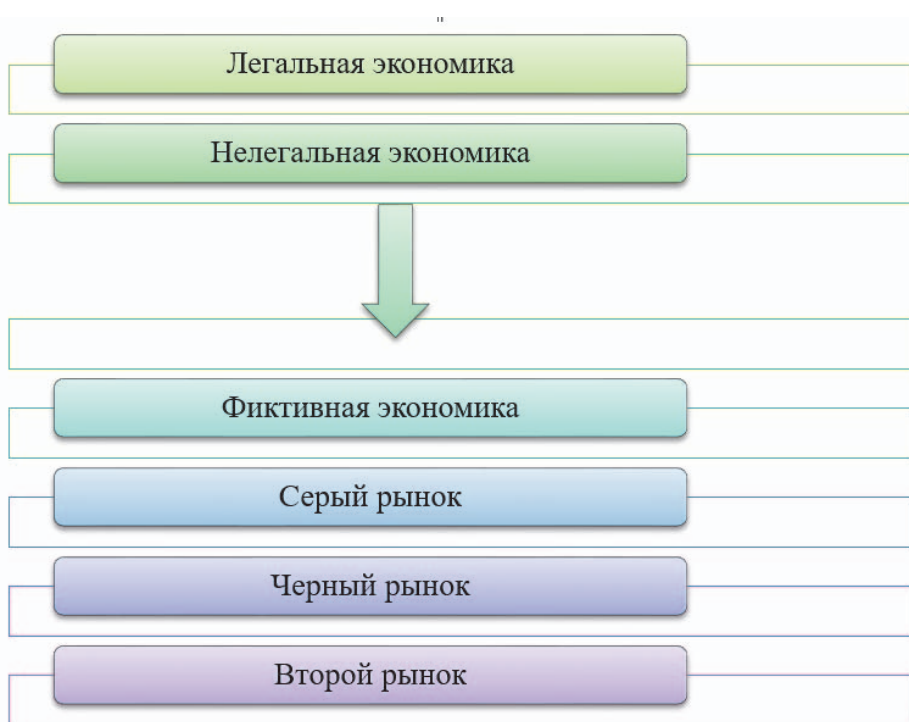 "
Легальная экономика
Нелегальная экономика
Фиктивная экономика
Серый рынок
Черный рынок
Второй рынок